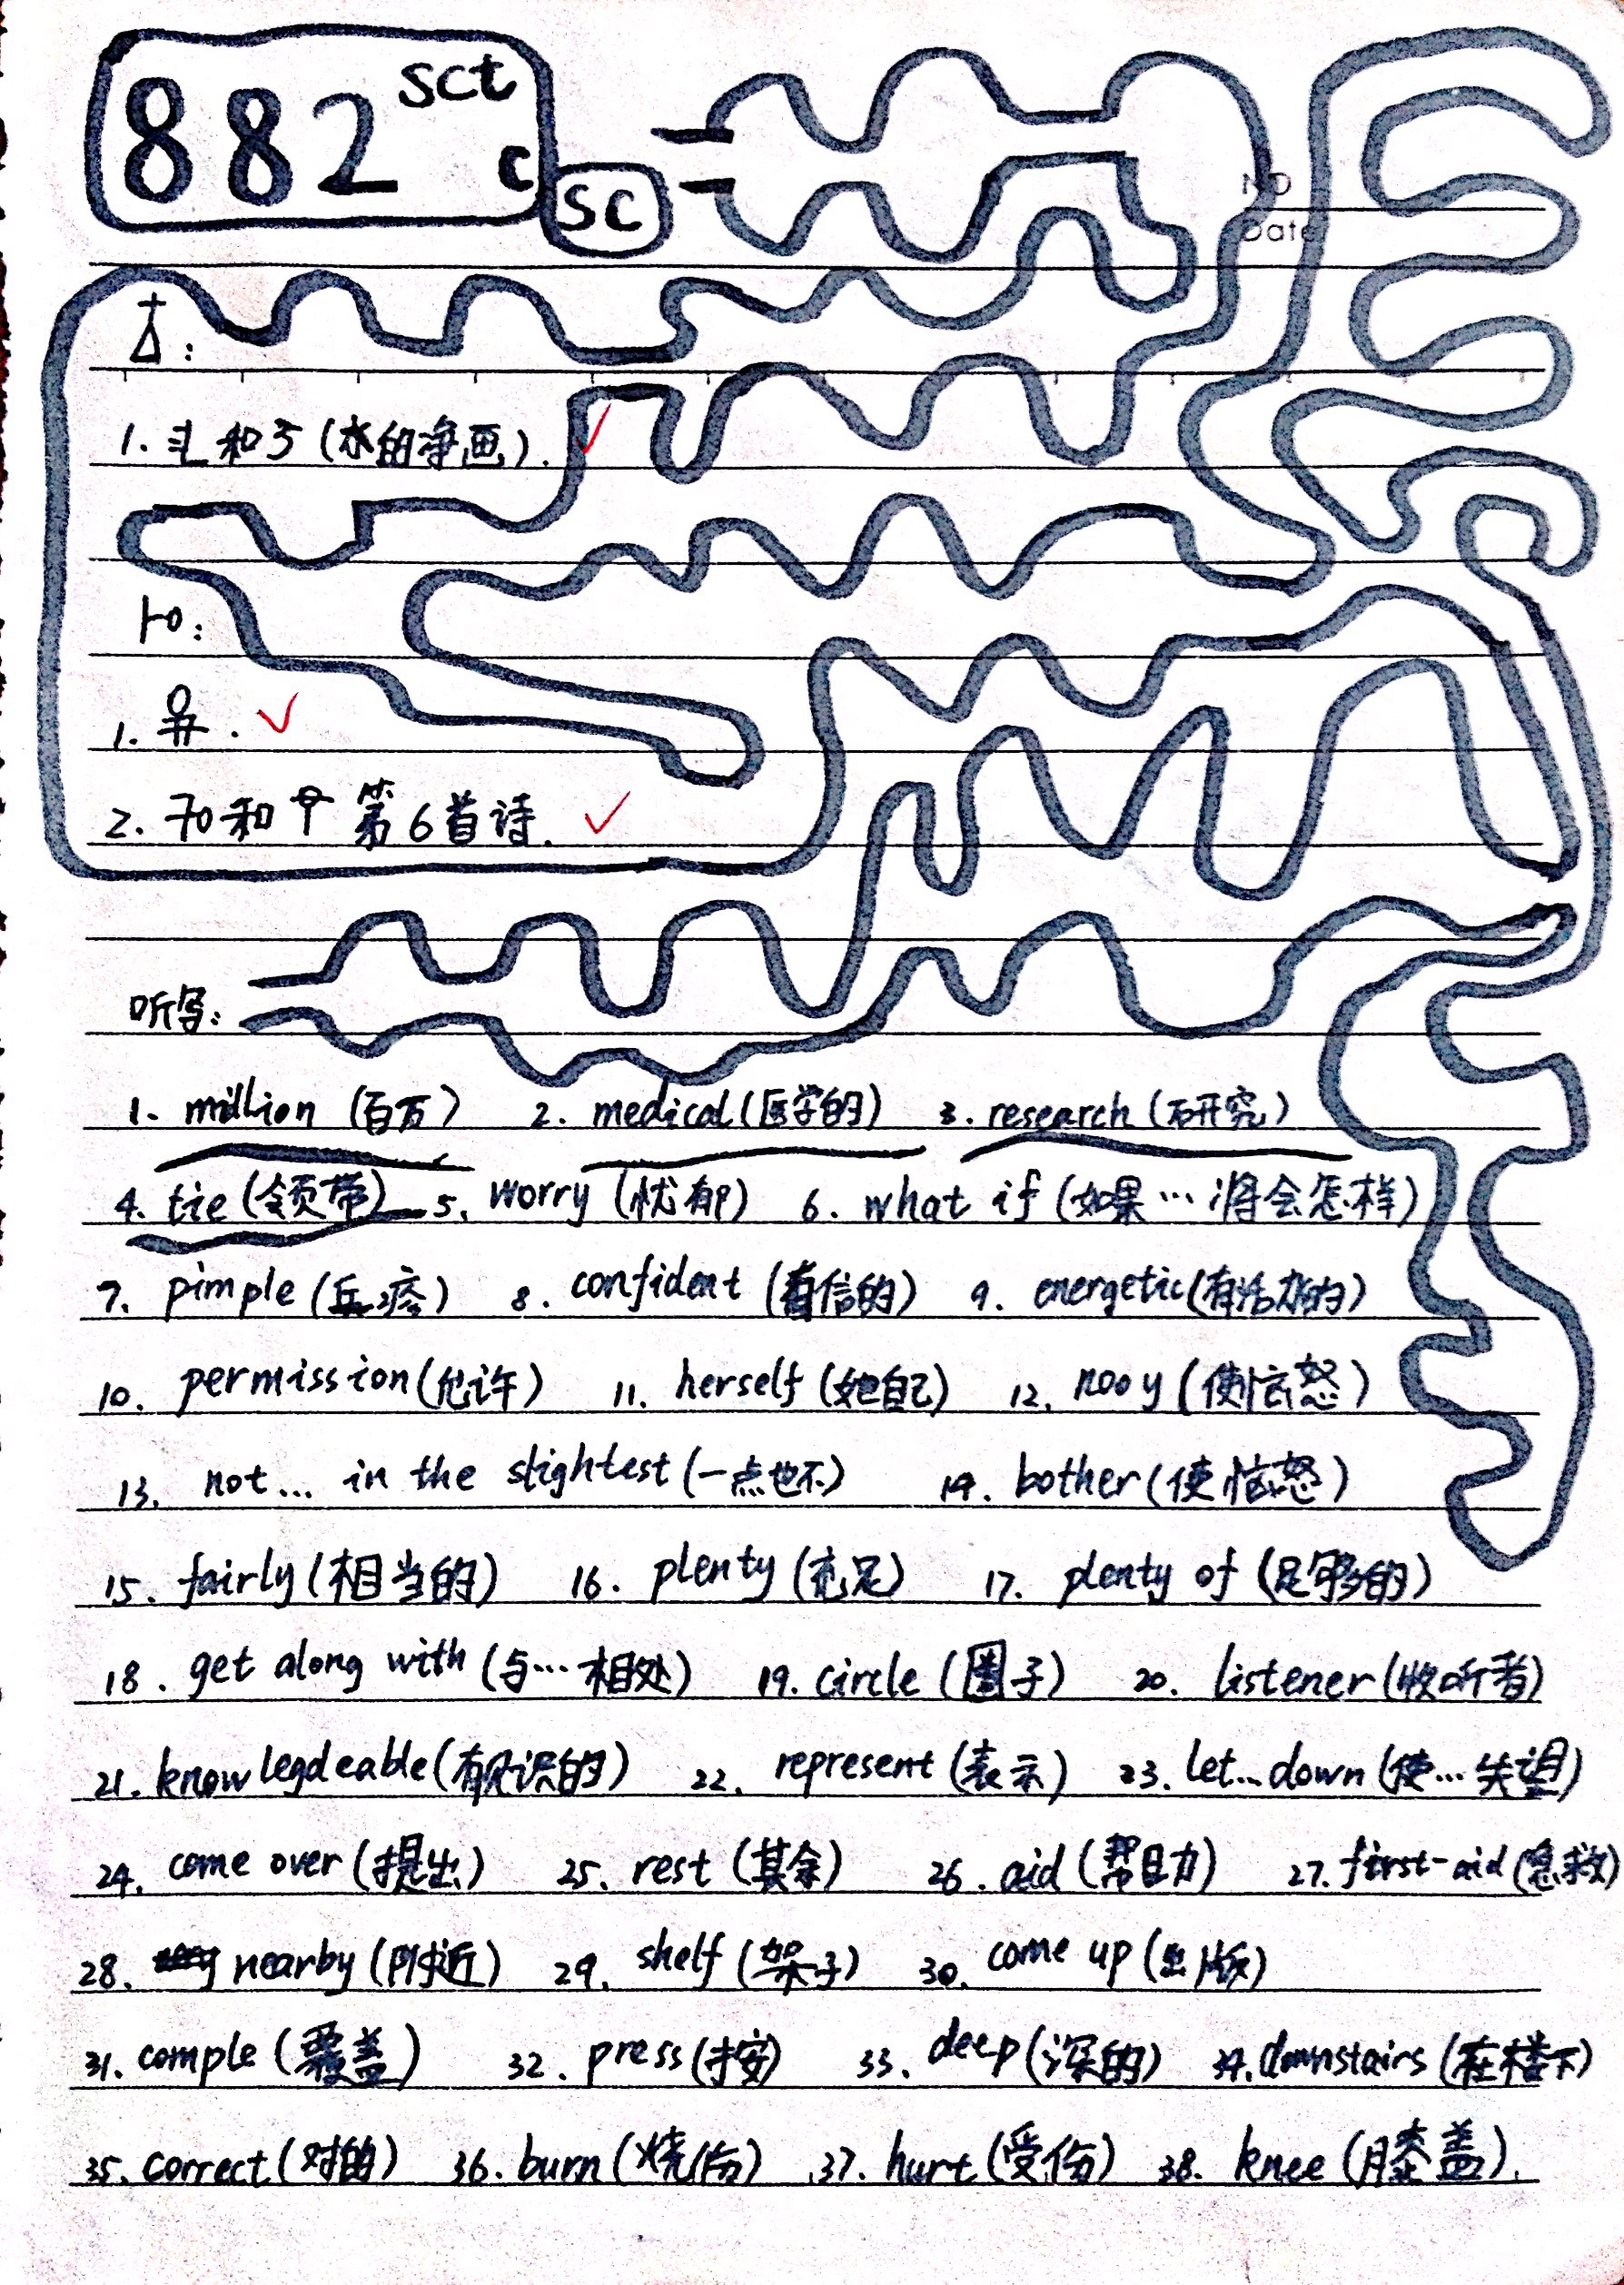 882 sct c
sc
NO
Date
1. 和 (水的净画).
1.
2. 和 第6首诗.
听写:
1. million (百万) 2. medical (医学的) 3. research (研究)
4. tie (领带) 5. worry (忧郁) 6. what if (如果…将会怎样)
7. pimple (丘疹) 8. confident (有信的) 9. energetic (有活力的)
10. permission (允许) 11. herself (她自己) 12. nooy (使恼怒)
13. not... in the slightest (一点也不) 14. bother (使恼怒)
15. fairly (相当的) 16. plenty (充足) 17. plenty of (足够的)
18. get along with (与…相处) 19. circle (圈子) 20. listener (收听者)
21. knowlegdeable (有见识的) 22. represent (表示) 23. let...down (使…失望)
24. come over (提出) 25. rest (其余) 26. aid (帮助) 27. first-aid (急救)
28. nearby (附近) 29. shelf (架子) 30. come up (出版)
31. comple (覆盖) 32. press (按) 33. deep (深的) 34. downstairs (在楼下)
35. correct (对的) 36. burn (烧伤) 37. hurt (受伤) 38. knee (膝盖).